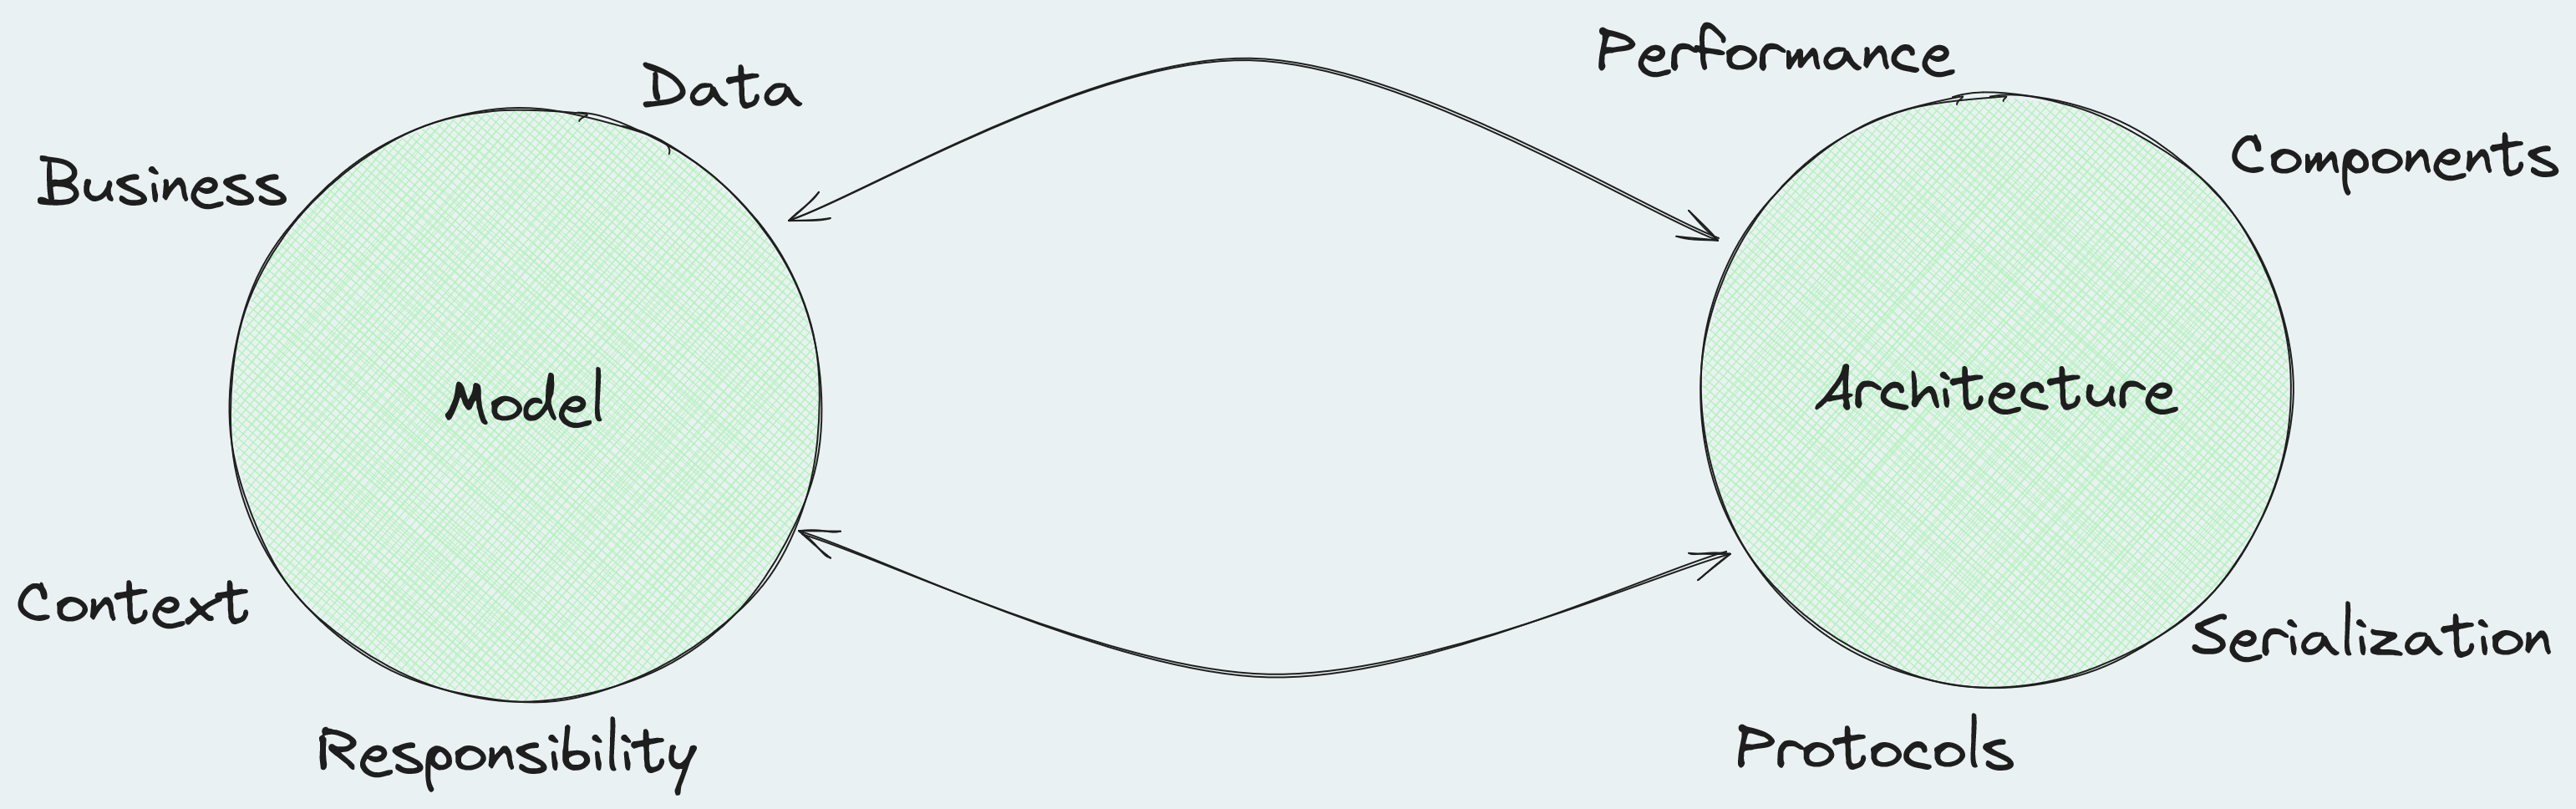 Performance
Data
Components
Business
Model
Architecture
Context
Serialization
Responsibility
Protocols